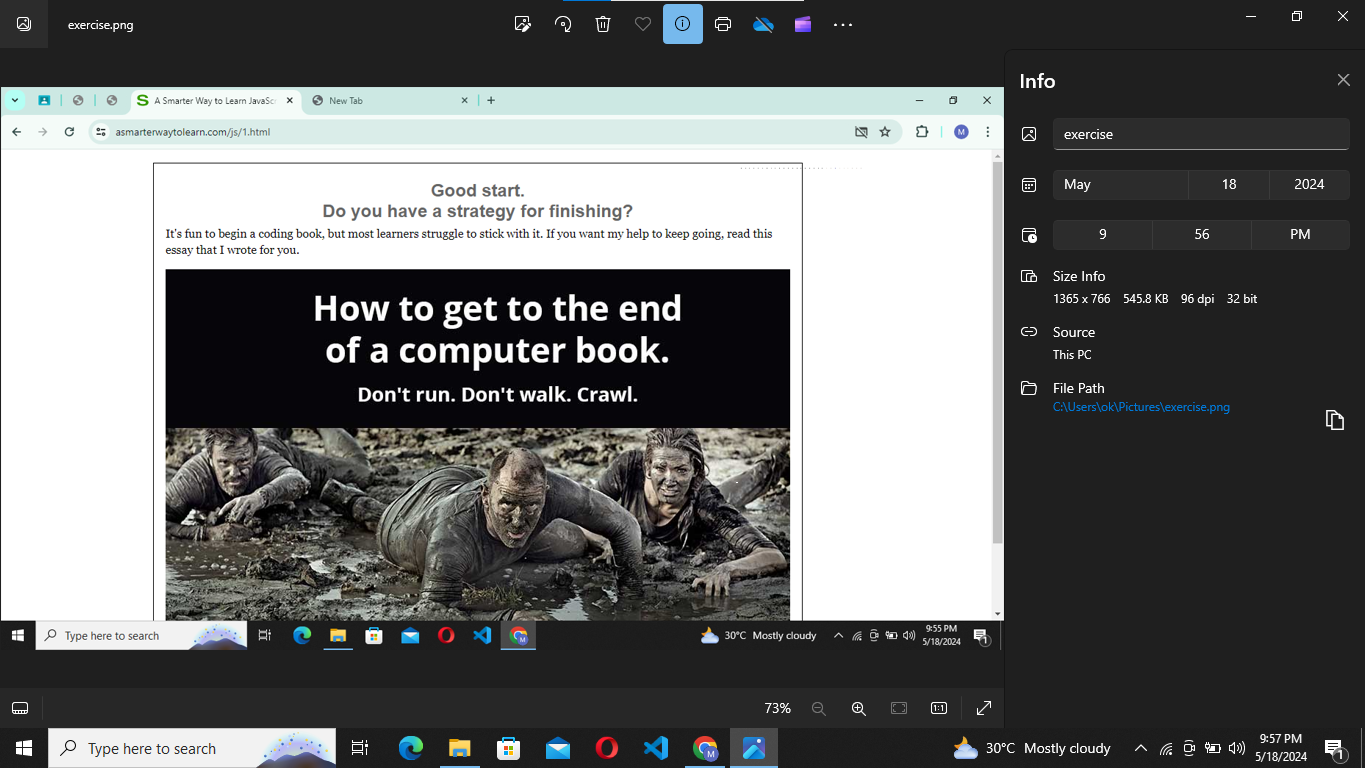 exercise.png
A Smarter Way to Learn JavaScr
New Tab
asmarterwaytolearn.com/js/1.html
M
Good start.
Do you have a strategy for finishing?
It's fun to begin a coding book, but most learners struggle to stick with it. If you want my help to keep going, read this
essay that I wrote for you.
How to get to the end
of a computer book.
Don't run. Don't walk. Crawl.
Type here to search
M
30°C Mostly cloudy
9:55 PM
5/18/2024
1
Info
exercise
May 18 2024
9 56 PM
Size Info
1365 x 766 545.8 KB 96 dpi 32 bit
Source
This PC
File Path
C:\Users\ok\Pictures\exercise.png
73%
1:1
Type here to search
M
30°C Mostly cloudy
9:57 PM
5/18/2024
1